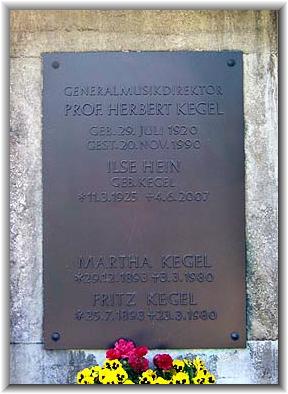 GENERALMUSIKDIREKTOR
PROF. HERBERT KEGEL
GEB. 29. JULI 1920
GEST. 20. NOV. 1990
ILSE HEIN
GEB. KEGEL
*11.3.1925 +4.6.2007
MARTHA KEGEL
*29.12.1893 +3.3.1980
FRITZ KEGEL
*25.7.1893 +23.3.1980